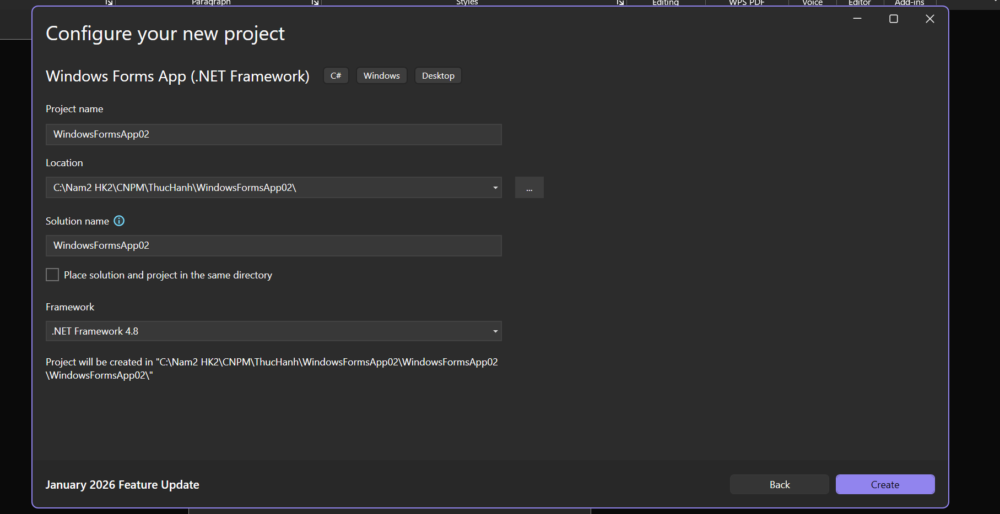 Paragraph Styles Editing WPS PDF Voice Editor Add-ins
Configure your new project
Windows Forms App (.NET Framework) C# Windows Desktop
Project name
WindowsFormsApp02
Location
C:\Nam2 HK2\CNPM\ThucHanh\WindowsFormsApp02\ ...
Solution name
WindowsFormsApp02
Place solution and project in the same directory
Framework
.NET Framework 4.8
Project will be created in "C:\Nam2 HK2\CNPM\ThucHanh\WindowsFormsApp02\WindowsFormsApp02
\WindowsFormsApp02\"
January 2026 Feature Update Back Create